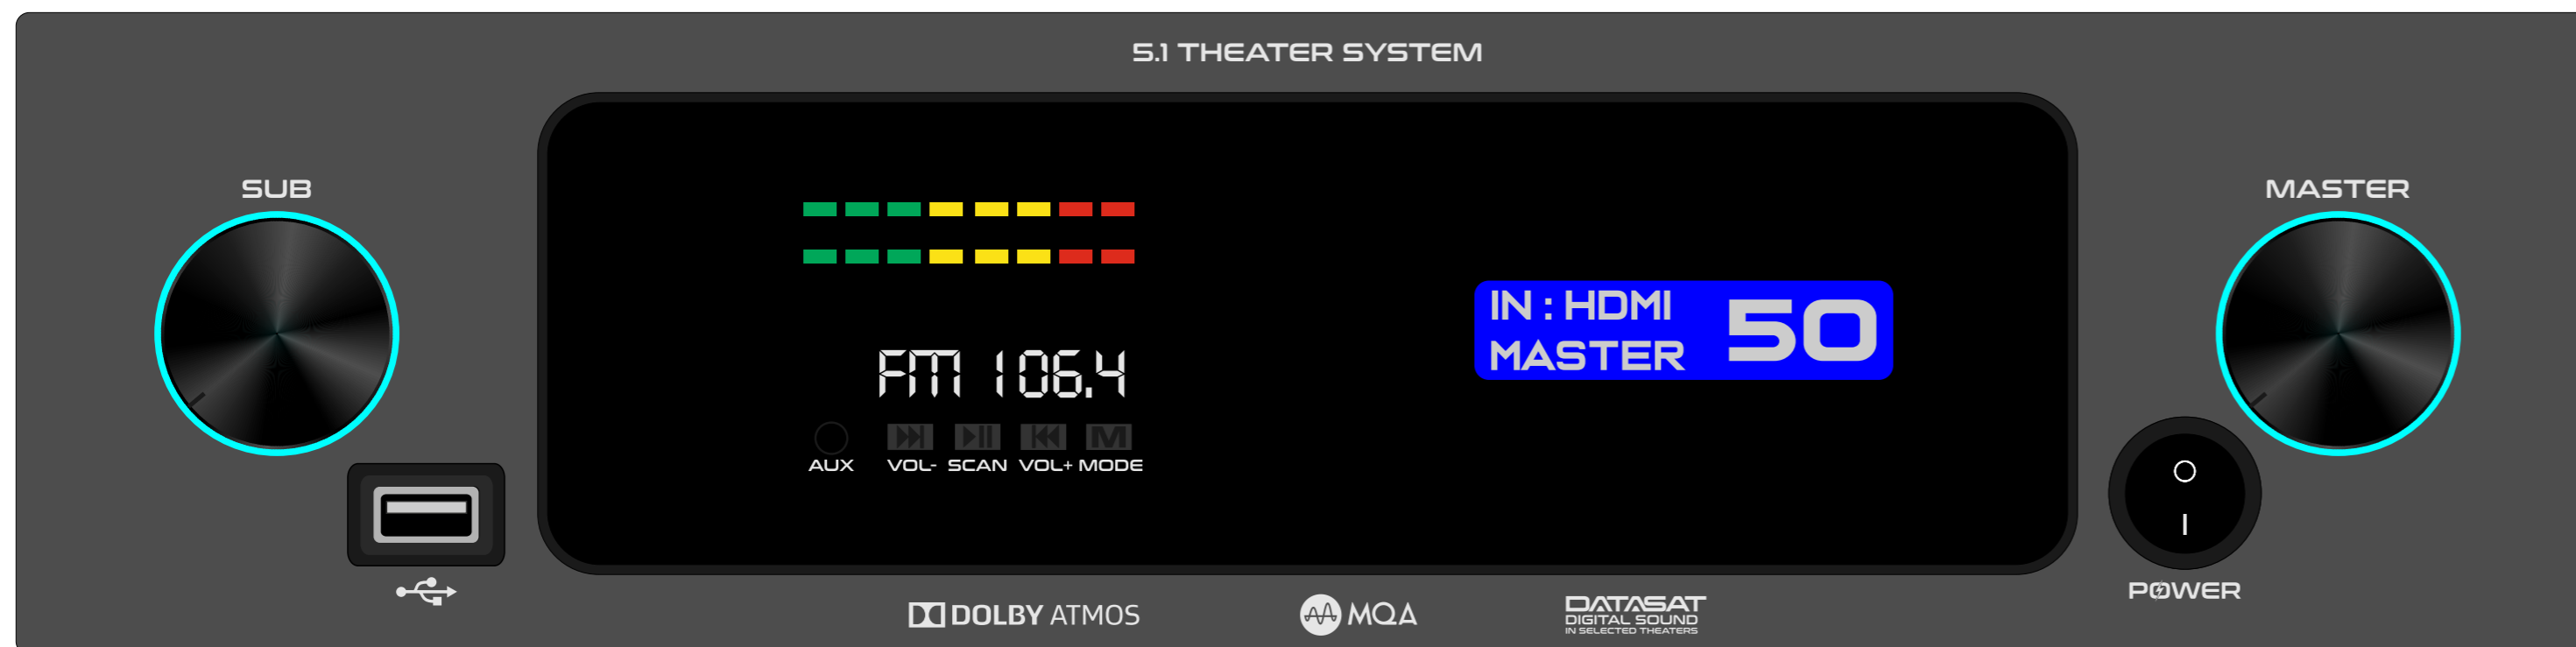 5.1 THEATER SYSTEM
SUB
MASTER
IN : HDMI
MASTER
50
FM 106.4
M
AUX VOL- SCAN VOL+ MODE
POWER
DOLBY ATMOS
MQA
DATASAT
DIGITAL SOUND
IN SELECTED THEATERS